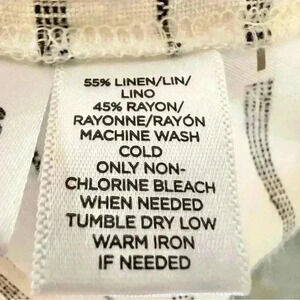 55% LINEN/LIN/
LINO
45% RAYON/
RAYONNE/RAYÓN
MACHINE WASH
COLD
ONLY NON-
CHLORINE BLEACH
WHEN NEEDED
TUMBLE DRY LOW
WARM IRON
IF NEEDED